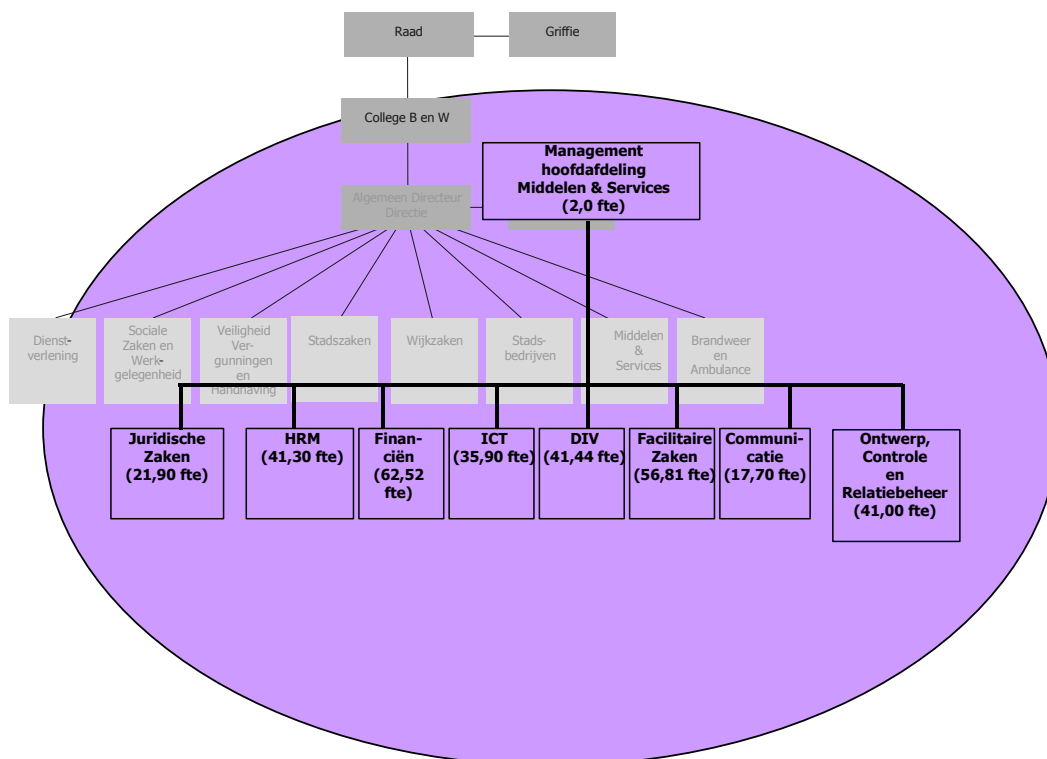 Raad
Griffie
College B en W
Management
hoofdafdeling
Middelen & Services
(2,0 fte)
Algemeen Directeur
Directie
Dienst-
verlening
Sociale
Zaken en
Werk-
gelegenheid
Veiligheid
Ver-
gunningen
en
Handhaving
Stadszaken
Wijkzaken
Stads-
bedrijven
Middelen
&
Services
Brandweer
en
Ambulance
Juridische
Zaken
(21,90 fte)
HRM
(41,30 fte)
Finan-
ciën
(62,52
fte)
ICT
(35,90 fte)
DIV
(41,44 fte)
Facilitaire
Zaken
(56,81 fte)
Communi-
catie
(17,70 fte)
Ontwerp,
Controle
en
Relatiebeheer
(41,00 fte)